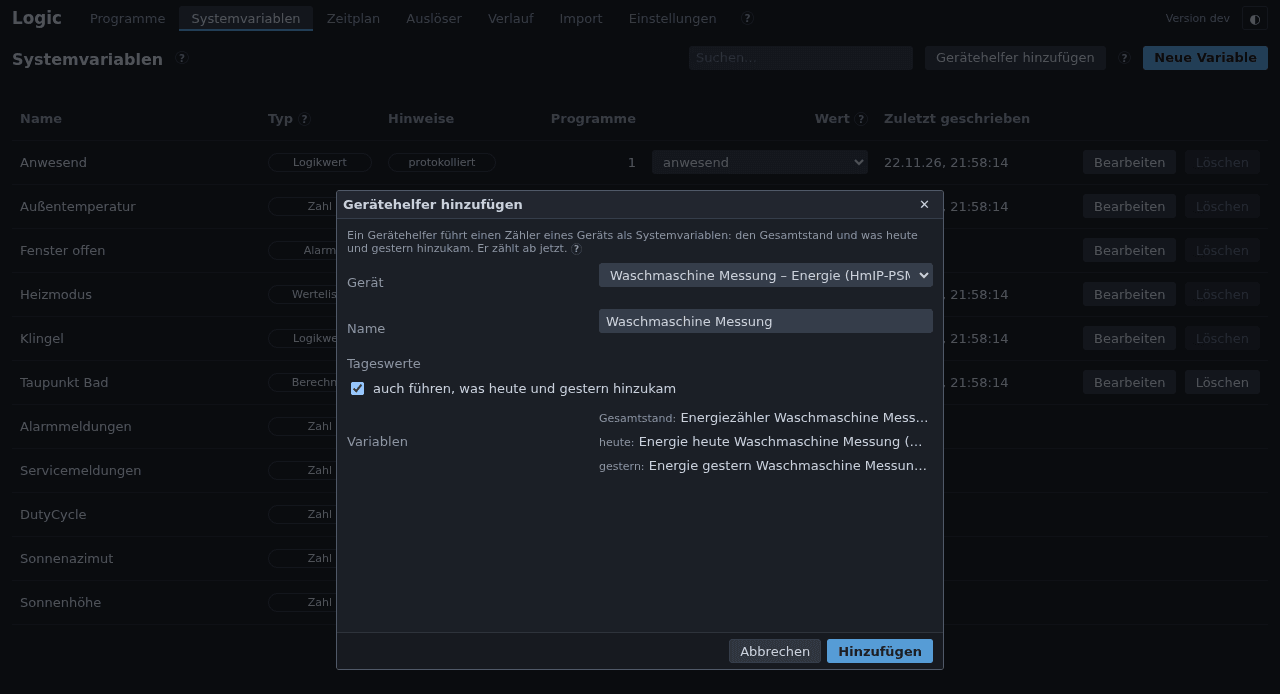 Logic Programme Systemvariablen Zeitplan Auslöser Verlauf Import Einstellungen ? Version dev
Systemvariablen ? Suchen... Gerätehelfer hinzufügen ? Neue Variable
Name Typ ? Hinweise Programme Wert ? Zuletzt geschrieben
Anwesend Logikwert protokolliert 1 anwesend 22.11.26, 21:58:14 Bearbeiten Löschen
Gerätehelfer hinzufügen ✕
Außentemperatur Zahl , 21:58:14 Bearbeiten Löschen
Ein Gerätehelfer führt einen Zähler eines Geräts als Systemvariablen: den Gesamtstand und was heute
und gestern hinzukam. Er zählt ab jetzt. ?
Fenster offen Alarm Bearbeiten Löschen
Gerät Waschmaschine Messung – Energie (HmIP-PSM
Heizmodus , 21:58:14 Bearbeiten Löschen
Name Waschmaschine Messung
Klingel , 21:58:14 Bearbeiten Löschen
Tageswerte
Taupunkt Bad , 21:58:14 Bearbeiten Löschen
auch führen, was heute und gestern hinzukam
Gesamtstand: Energiezähler Waschmaschine Mess...
Alarmmeldungen Zahl
Variablen heute: Energie heute Waschmaschine Messung (...
gestern: Energie gestern Waschmaschine Messun...
Servicemeldungen Zahl
DutyCycle Zahl
Sonnenazimut Zahl
Sonnenhöhe Zahl
Abbrechen Hinzufügen